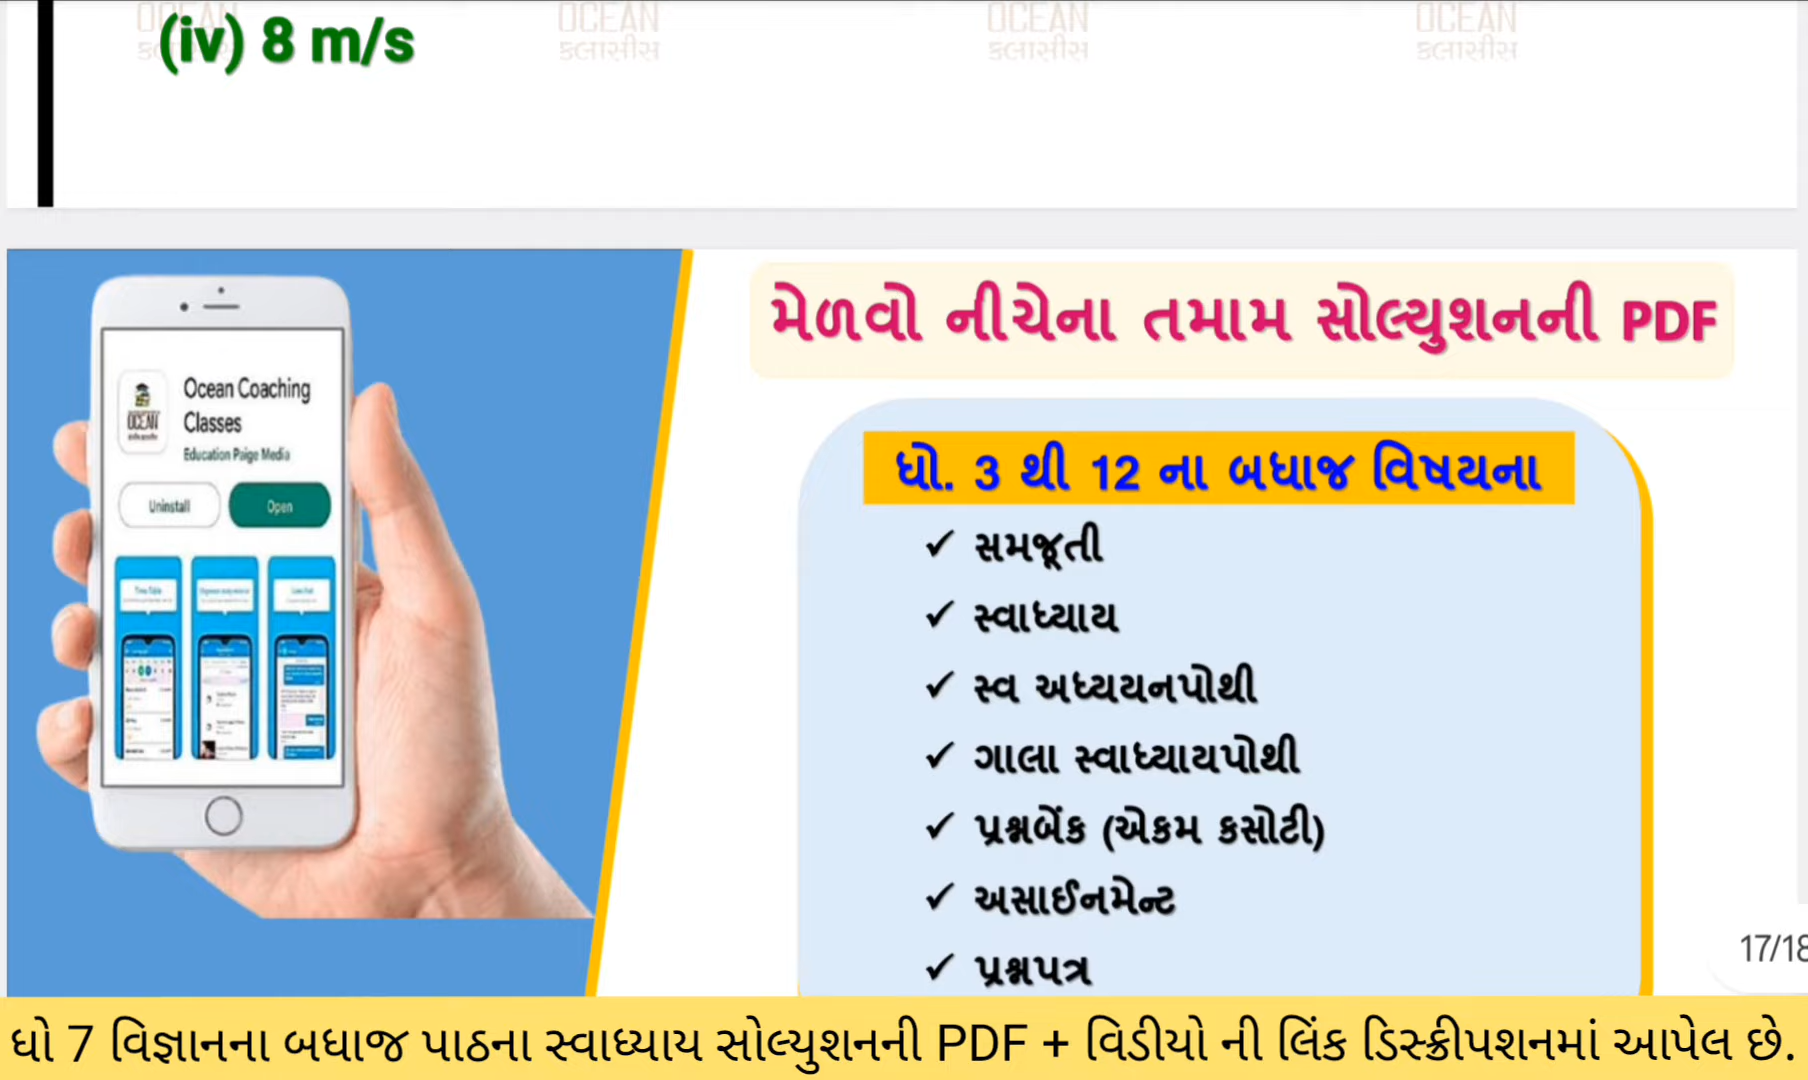 OCEAN OCEAN OCEAN OCEAN
ક્લાસીસ ક્લાસીસ ક્લાસીસ
(iv) 8 m/s
મેળવો નીચેના તમામ સોલ્યુશનની PDF
Ocean Coaching
Classes
Education Paige Media
OCEAN
Uninstall Open
ધો. 3 થી 12 ના બધાજ વિષયના
✓ સમજૂતી
✓ સ્વાધ્યાય
✓ સ્વ અધ્યયનપોથી
✓ ગાલા સ્વાધ્યાયપોથી
✓ પ્રશ્નબેંક (એકમ કસોટી)
✓ અસાઈનમેન્ટ
✓ પ્રશ્નપત્ર
17/18
ધો 7 વિજ્ઞાનના બધાજ પાઠના સ્વાધ્યાય સોલ્યુશનની PDF + વિડીયો ની લિંક ડિસ્ક્રીપશનમાં આપેલ છે.